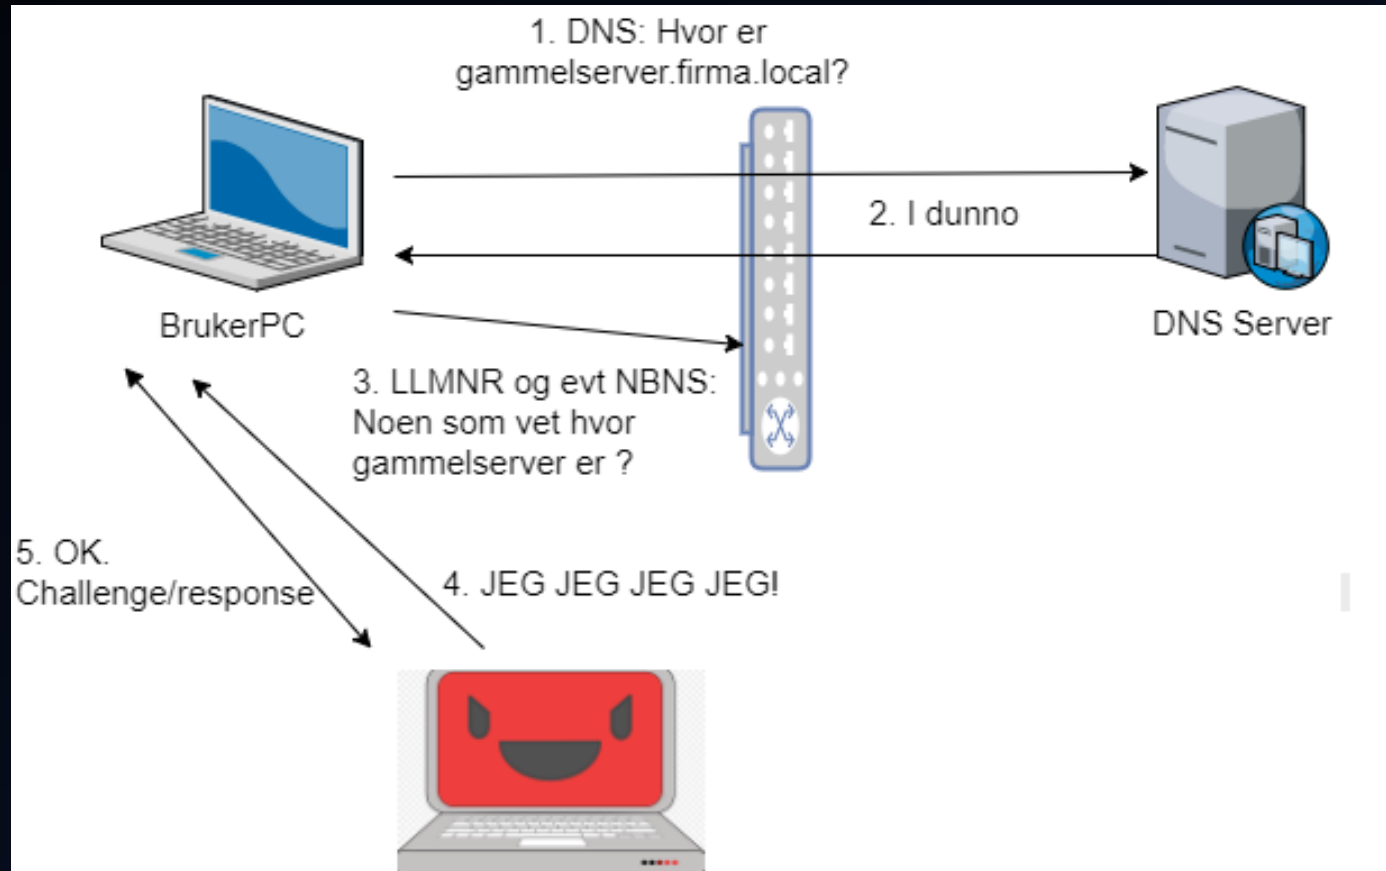 1. DNS: Hvor er
gammelserver.firma.local?
2. I dunno
BrukerPC
DNS Server
3. LLMNR og evt NBNS:
Noen som vet hvor
gammelserver er ?
5. OK.
Challenge/response
4. JEG JEG JEG JEG!